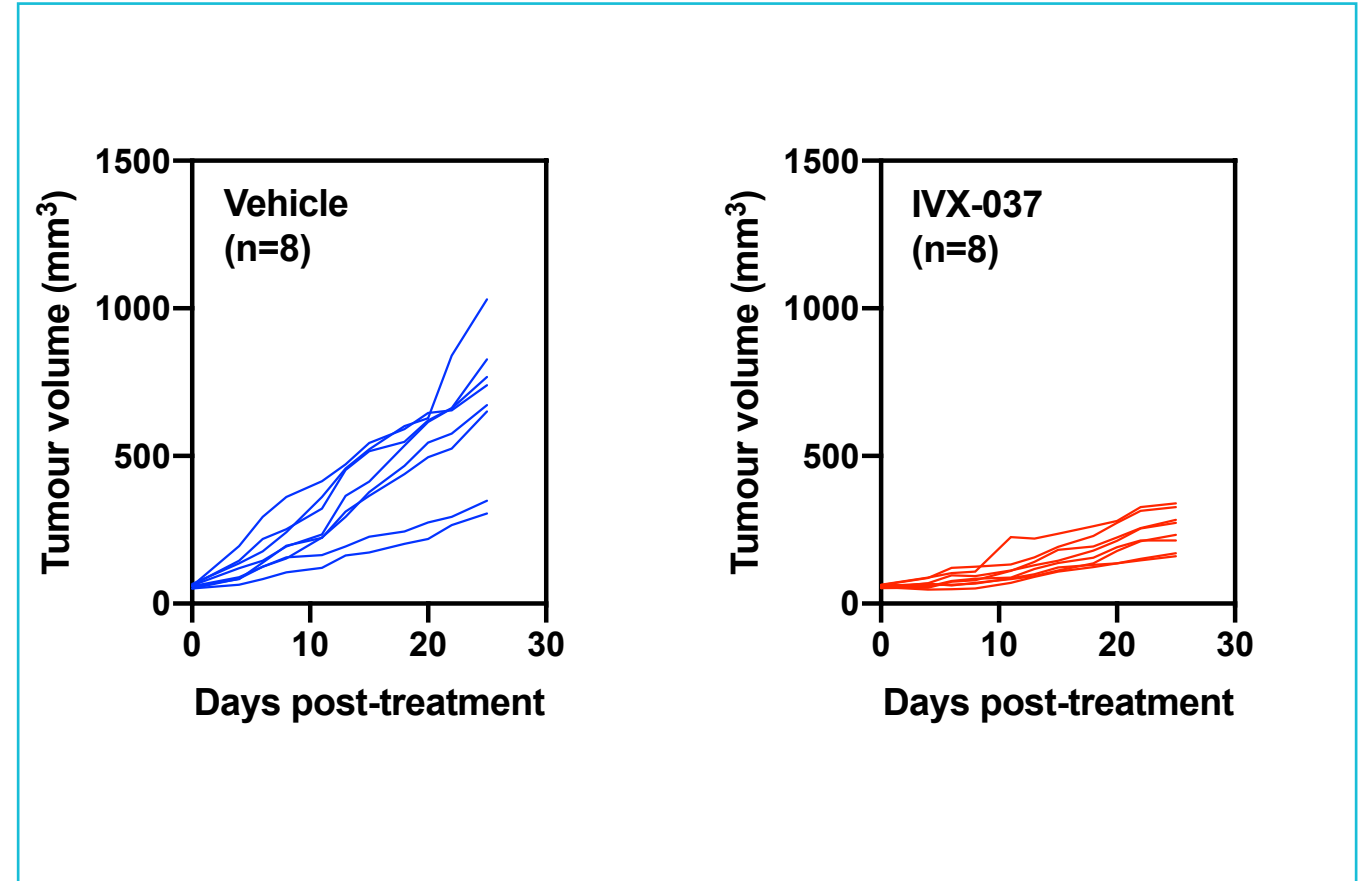 Tumour volume (mm³)
1500
1000
500
0
Vehicle
(n=8)
0 10 20 30
Days post-treatment
Tumour volume (mm³)
1500
1000
500
0
IVX-037
(n=8)
0 10 20 30
Days post-treatment